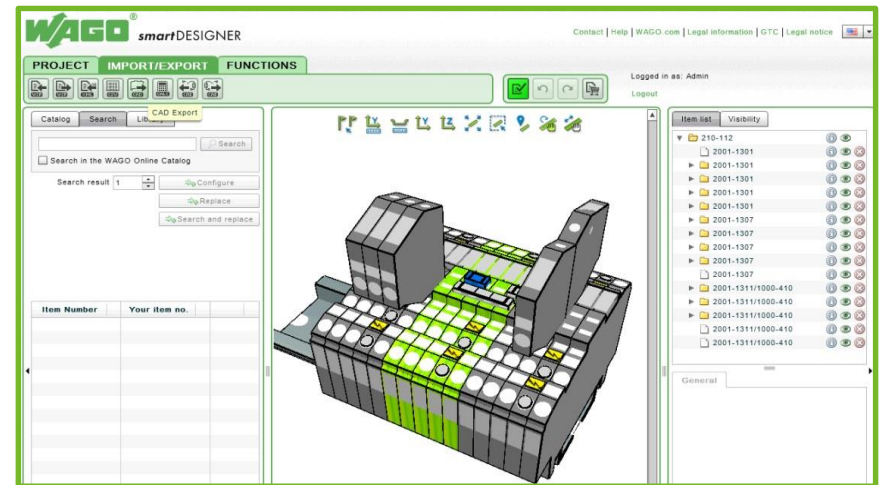 WAGO® smartDESIGNER
Contact | Help | WAGO.com | Legal information | GTC | Legal notice
PROJECT IMPORT/EXPORT FUNCTIONS
Logged in as: Admin
Logout
CAD Export
Catalog Search
Search
Search in the WAGO Online Catalog
Search result 1
Configure
Replace
Search and replace
Item Number Your item no.
Item list Visibility
210-112
2001-1301
2001-1301
2001-1301
2001-1301
2001-1301
2001-1307
2001-1307
2001-1307
2001-1307
2001-1307
2001-1311/1000-410
2001-1311/1000-410
2001-1311/1000-410
2001-1311/1000-410
2001-1311/1000-410
General